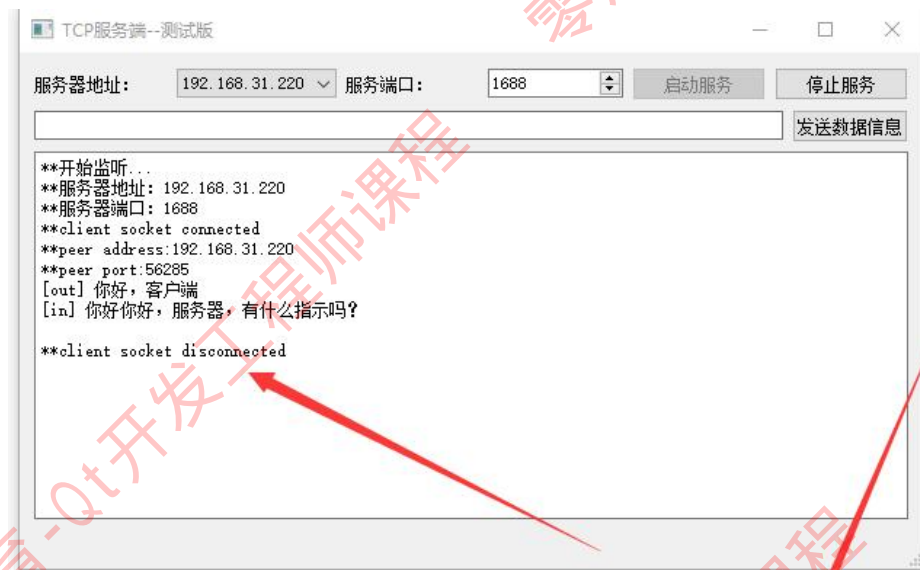 TCP服务端--测试版
服务器地址： 192.168.31.220 服务端口： 1688 启动服务 停止服务
发送数据信息
**开始监听...
**服务器地址：192.168.31.220
**服务器端口：1688
**client socket connected
**peer address:192.168.31.220
**peer port:56285
[out] 你好，客户端
[in] 你好你好，服务器，有什么指示吗？
**client socket disconnected
育-Qt开发工程师课程
课程